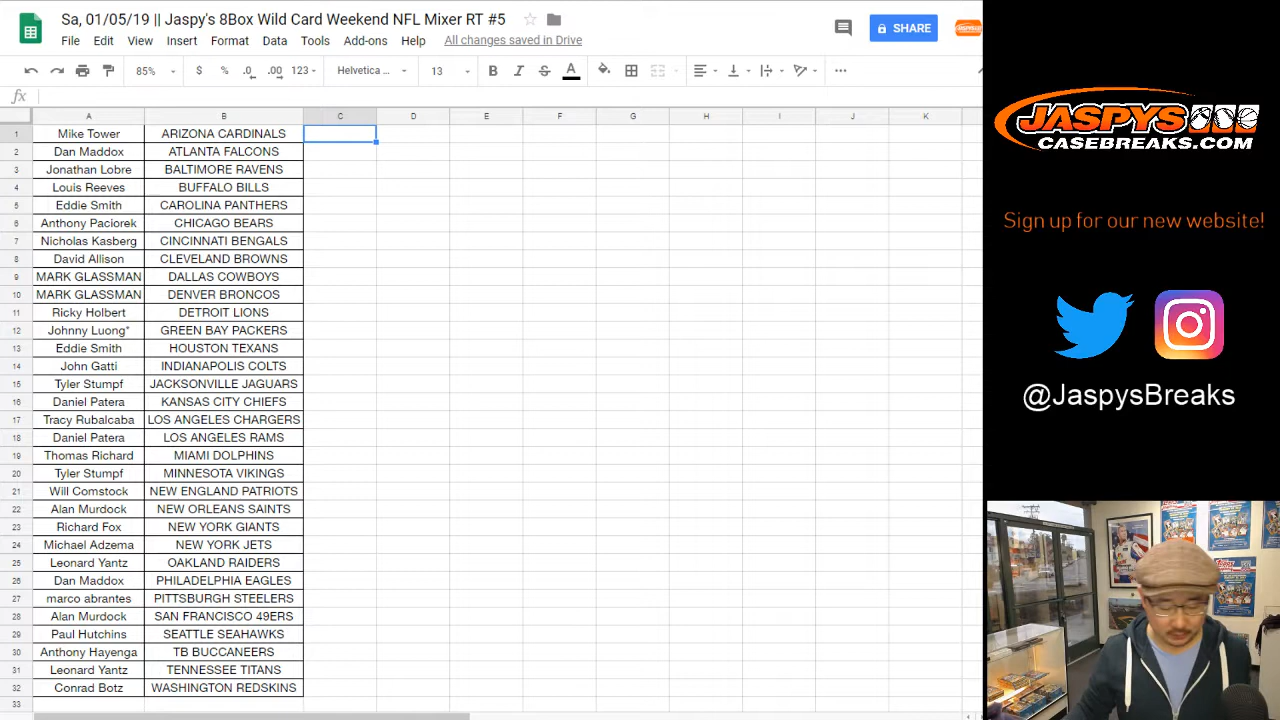 Sa, 01/05/19 || Jaspy's 8Box Wild Card Weekend NFL Mixer RT #5
File Edit View Insert Format Data Tools Add-ons Help All changes saved in Drive
SHARE
85% $ % .0 .00 123 Helvetica ... 13 B I S A
fx
A B C D E F G H I J K
1 Mike Tower ARIZONA CARDINALS
2 Dan Maddox ATLANTA FALCONS
3 Jonathan Lobre BALTIMORE RAVENS
4 Louis Reeves BUFFALO BILLS
5 Eddie Smith CAROLINA PANTHERS
6 Anthony Paciorek CHICAGO BEARS
7 Nicholas Kasberg CINCINNATI BENGALS
8 David Allison CLEVELAND BROWNS
9 MARK GLASSMAN DALLAS COWBOYS
10 MARK GLASSMAN DENVER BRONCOS
11 Ricky Holbert DETROIT LIONS
12 Johnny Luong* GREEN BAY PACKERS
13 Eddie Smith HOUSTON TEXANS
14 John Gatti INDIANAPOLIS COLTS
15 Tyler Stumpf JACKSONVILLE JAGUARS
16 Daniel Patera KANSAS CITY CHIEFS
17 Tracy Rubalcaba LOS ANGELES CHARGERS
18 Daniel Patera LOS ANGELES RAMS
19 Thomas Richard MIAMI DOLPHINS
20 Tyler Stumpf MINNESOTA VIKINGS
21 Will Comstock NEW ENGLAND PATRIOTS
22 Alan Murdock NEW ORLEANS SAINTS
23 Richard Fox NEW YORK GIANTS
24 Michael Adzema NEW YORK JETS
25 Leonard Yantz OAKLAND RAIDERS
26 Dan Maddox PHILADELPHIA EAGLES
27 marco abrantes PITTSBURGH STEELERS
28 Alan Murdock SAN FRANCISCO 49ERS
29 Paul Hutchins SEATTLE SEAHAWKS
30 Anthony Hayenga TB BUCCANEERS
31 Leonard Yantz TENNESSEE TITANS
32 Conrad Botz WASHINGTON REDSKINS
33
JASPYS
CASEBREAKS.COM
Sign up for our new website!
@JaspysBreaks